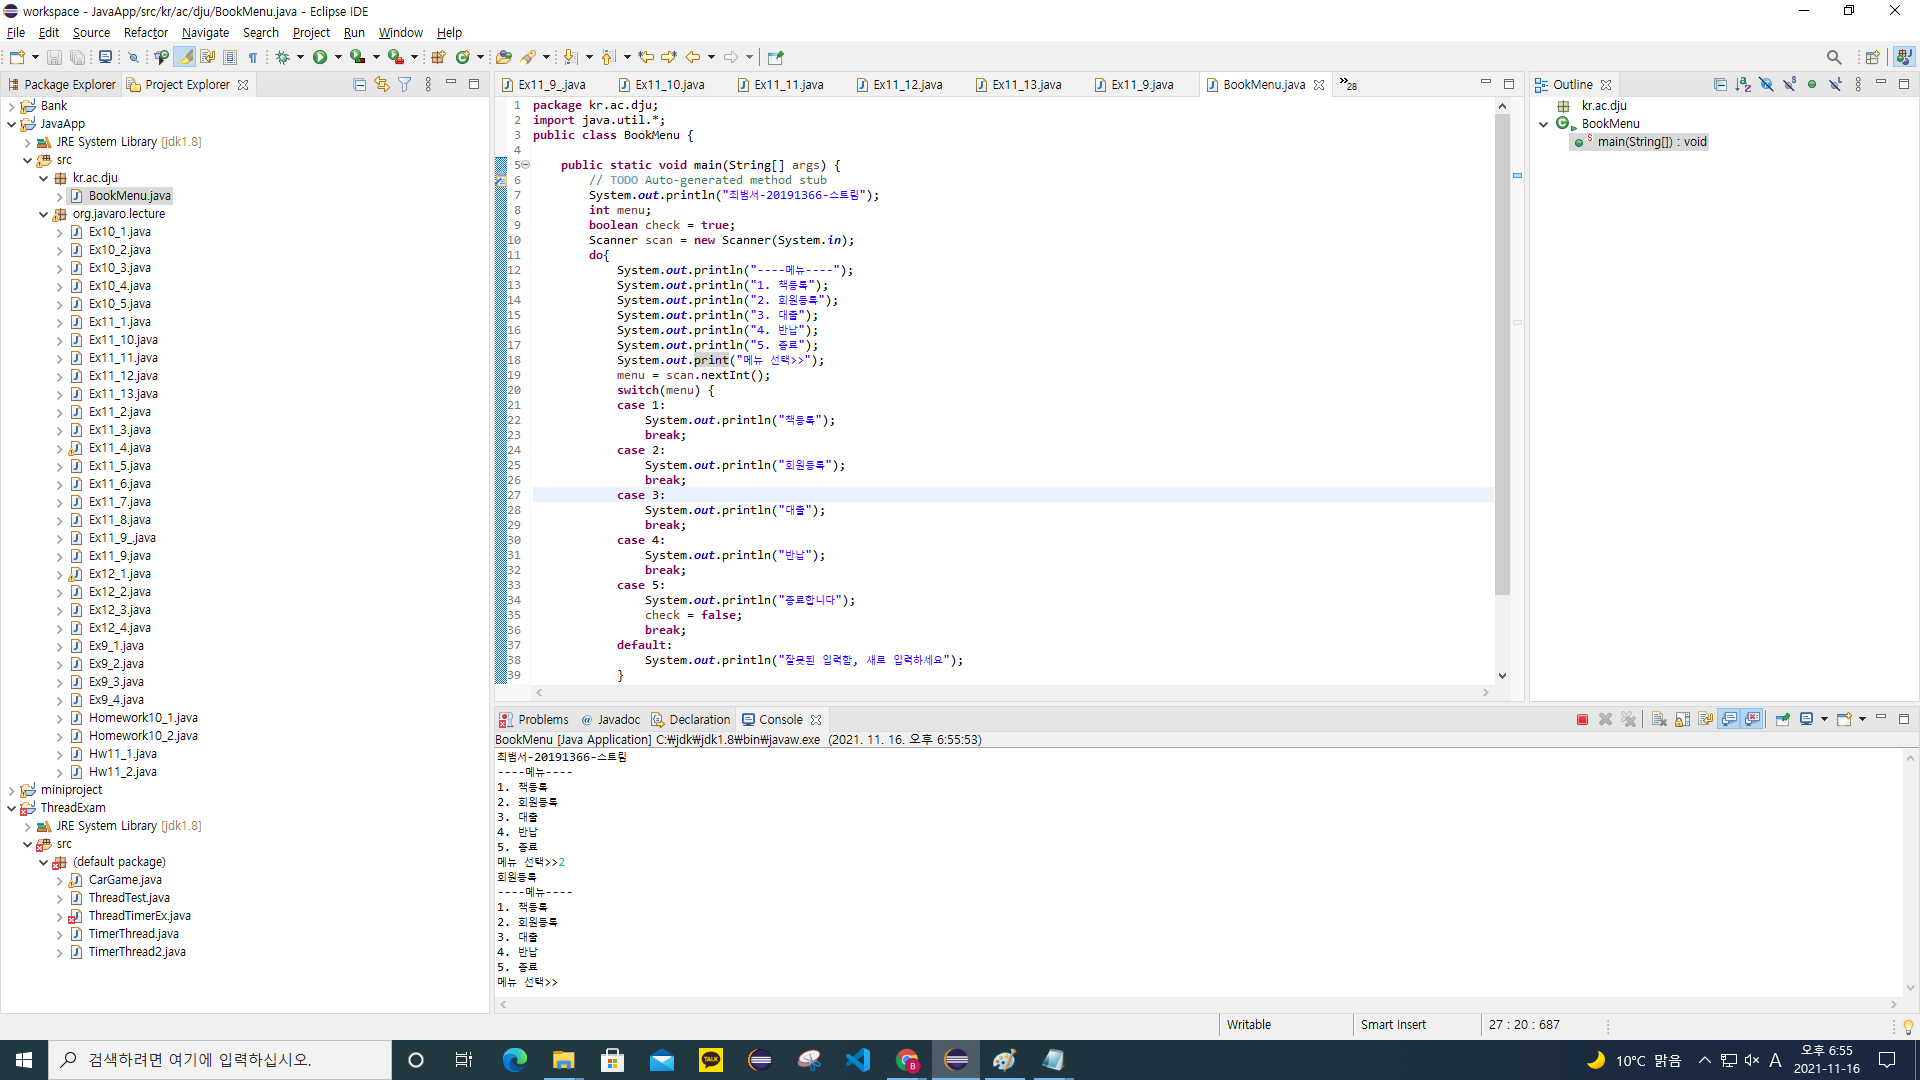 workspace - JavaApp/src/kr/ac/dju/BookMenu.java - Eclipse IDE
File Edit Source Refactor Navigate Search Project Run Window Help
Package Explorer Project Explorer
Bank
JavaApp
JRE System Library [jdk1.8]
src
kr.ac.dju
BookMenu.java
org.javaro.lecture
Ex10_1.java
Ex10_2.java
Ex10_3.java
Ex10_4.java
Ex10_5.java
Ex11_1.java
Ex11_10.java
Ex11_11.java
Ex11_12.java
Ex11_13.java
Ex11_2.java
Ex11_3.java
Ex11_4.java
Ex11_5.java
Ex11_6.java
Ex11_7.java
Ex11_8.java
Ex11_9_.java
Ex11_9.java
Ex12_1.java
Ex12_2.java
Ex12_3.java
Ex12_4.java
Ex9_1.java
Ex9_2.java
Ex9_3.java
Ex9_4.java
Homework10_1.java
Homework10_2.java
Hw11_1.java
Hw11_2.java
miniproject
ThreadExam
JRE System Library [jdk1.8]
src
(default package)
CarGame.java
ThreadTest.java
ThreadTimerEx.java
TimerThread.java
TimerThread2.java
Ex11_9_.java Ex11_10.java Ex11_11.java Ex11_12.java Ex11_13.java Ex11_9.java BookMenu.java »28
1 package kr.ac.dju;
2 import java.util.*;
3 public class BookMenu {
4
5 public static void main(String[] args) {
6 // TODO Auto-generated method stub
7 System.out.println("최범서-20191366-스트림");
8 int menu;
9 boolean check = true;
10 Scanner scan = new Scanner(System.in);
11 do{
12 System.out.println("----메뉴----");
13 System.out.println("1. 책등록");
14 System.out.println("2. 회원등록");
15 System.out.println("3. 대출");
16 System.out.println("4. 반납");
17 System.out.println("5. 종료");
18 System.out.print("메뉴 선택>>");
19 menu = scan.nextInt();
20 switch(menu) {
21 case 1:
22 System.out.println("책등록");
23 break;
24 case 2:
25 System.out.println("회원등록");
26 break;
27 case 3:
28 System.out.println("대출");
29 break;
30 case 4:
31 System.out.println("반납");
32 break;
33 case 5:
34 System.out.println("종료합니다");
35 check = false;
36 break;
37 default:
38 System.out.println("잘못된 입력함, 새로 입력하세요");
39 }
Outline
kr.ac.dju
BookMenu
main(String[]) : void
Problems @ Javadoc Declaration Console
BookMenu [Java Application] C:₩jdk₩jdk1.8₩bin₩javaw.exe (2021. 11. 16. 오후 6:55:53)
최범서-20191366-스트림
----메뉴----
1. 책등록
2. 회원등록
3. 대출
4. 반납
5. 종료
메뉴 선택>>2
회원등록
----메뉴----
1. 책등록
2. 회원등록
3. 대출
4. 반납
5. 종료
메뉴 선택>>
Writable Smart Insert 27 : 20 : 687
검색하려면 여기에 입력하십시오.
TALK
B
10°C 맑음
A
오후 6:55
2021-11-16